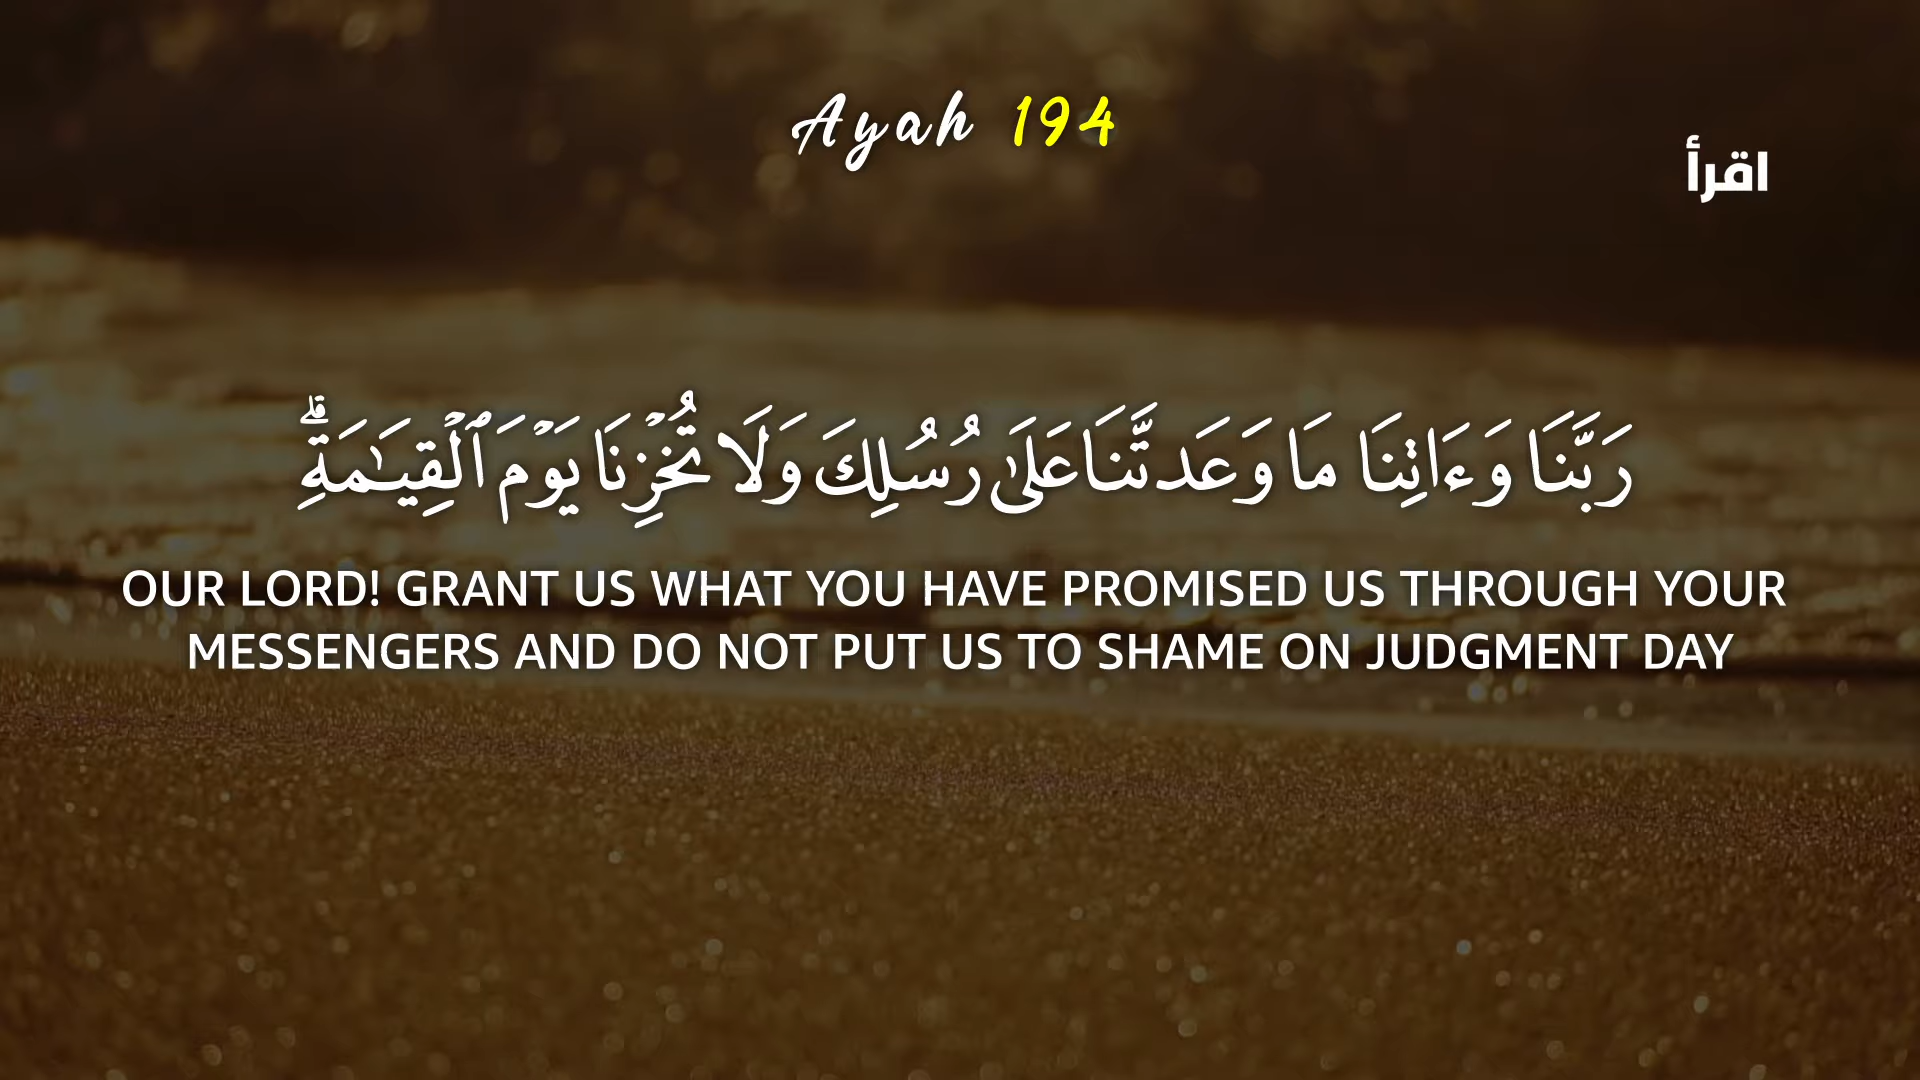 Ayah 194
اقرأ
رَبَّنَا وَءَاتِنَا مَا وَعَدتَّنَا عَلَىٰ رُسُلِكَ وَلَا تُخۡزِنَا يَوۡمَ ٱلۡقِيَٰمَةِۖ
OUR LORD! GRANT US WHAT YOU HAVE PROMISED US THROUGH YOUR
MESSENGERS AND DO NOT PUT US TO SHAME ON JUDGMENT DAY